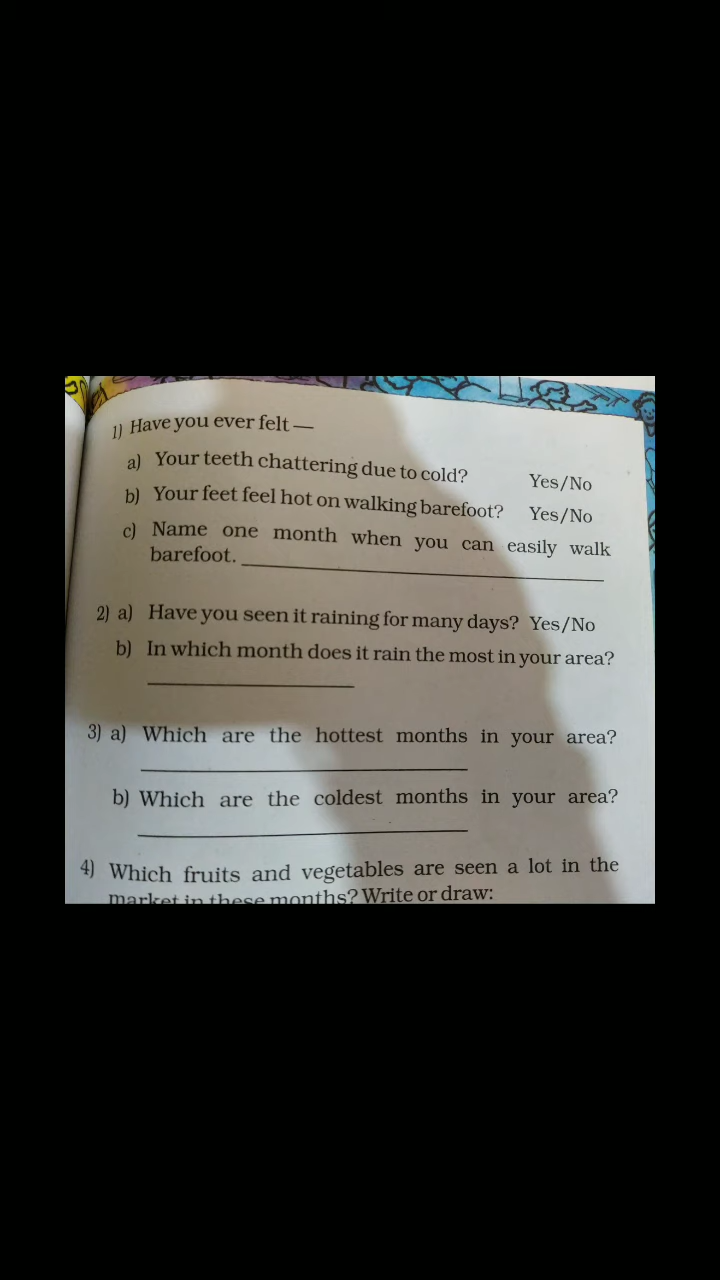 1) Have you ever felt —
a) Your teeth chattering due to cold? Yes/No
b) Your feet feel hot on walking barefoot? Yes/No
c) Name one month when you can easily walk
barefoot.
2) a) Have you seen it raining for many days? Yes/No
b) In which month does it rain the most in your area?
3) a) Which are the hottest months in your area?
b) Which are the coldest months in your area?
4) Which fruits and vegetables are seen a lot in the
market in these months? Write or draw: